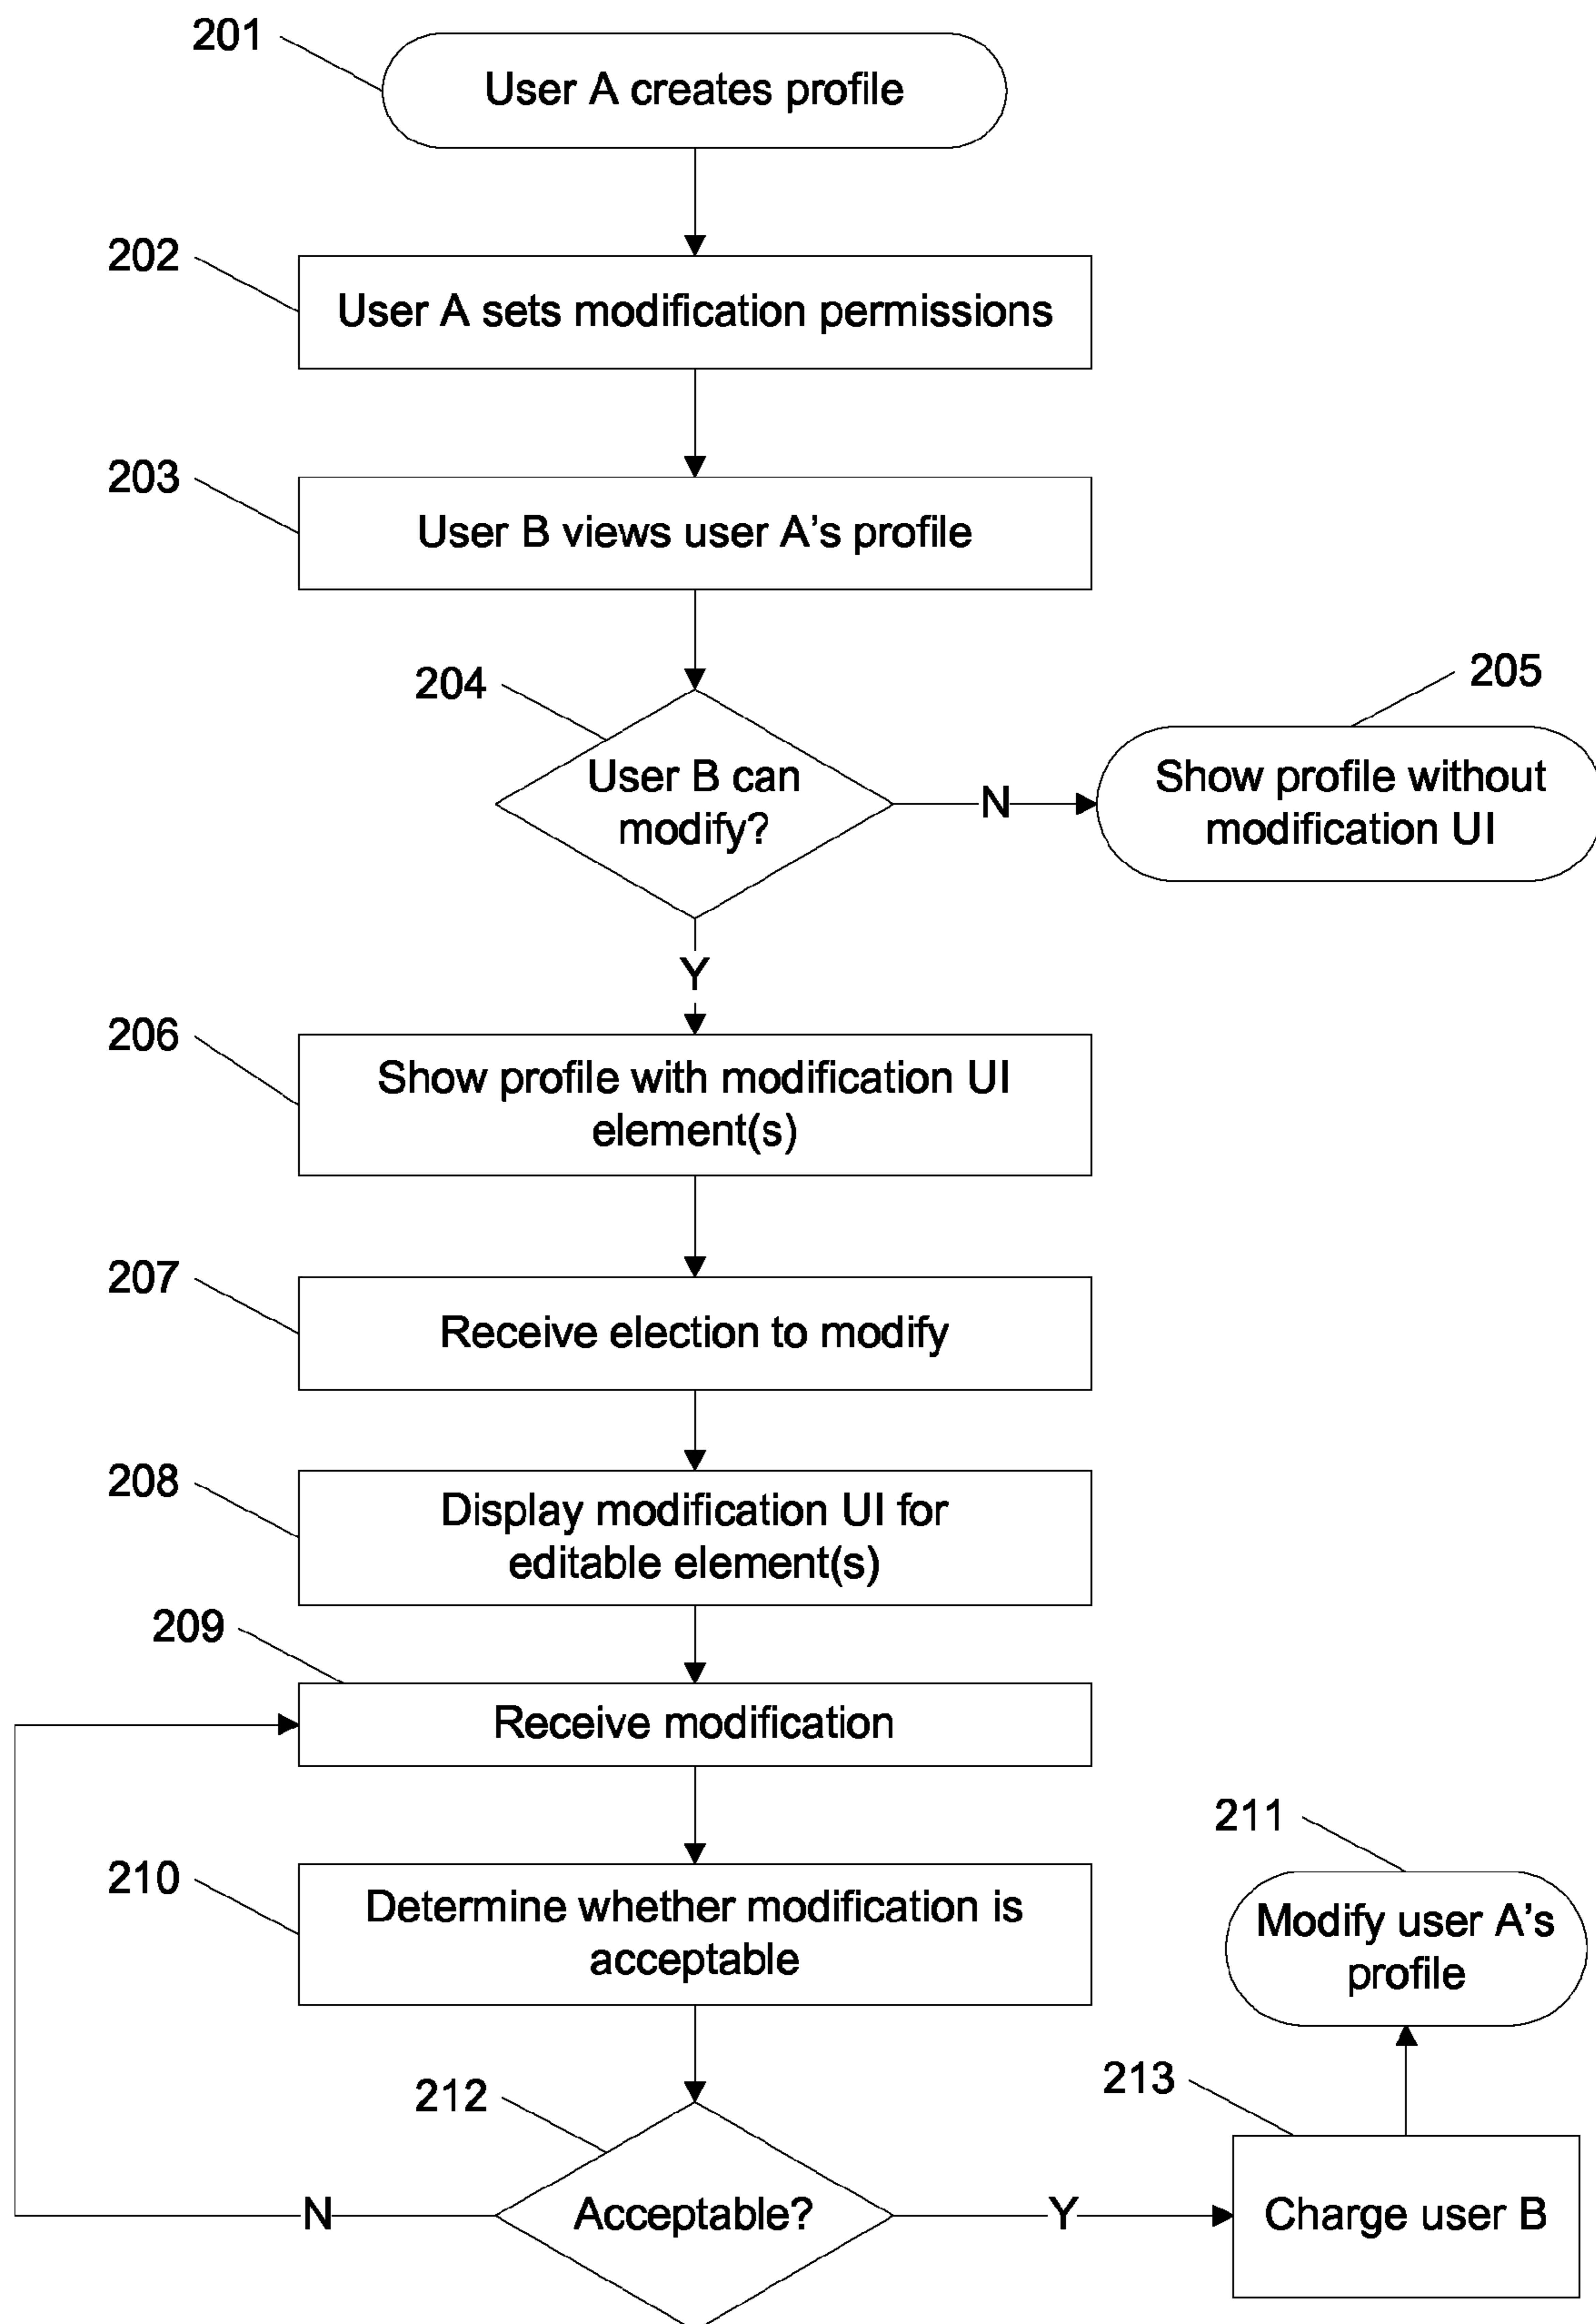 201
User A creates profile
202
User A sets modification permissions
203
User B views user A's profile
204
User B can
modify?
N
205
Show profile without
modification UI
Y
206
Show profile with modification UI
element(s)
207
Receive election to modify
208
Display modification UI for
editable element(s)
209
Receive modification
210
Determine whether modification is
acceptable
211
Modify user A's
profile
212
Acceptable?
N
Y
213
Charge user B